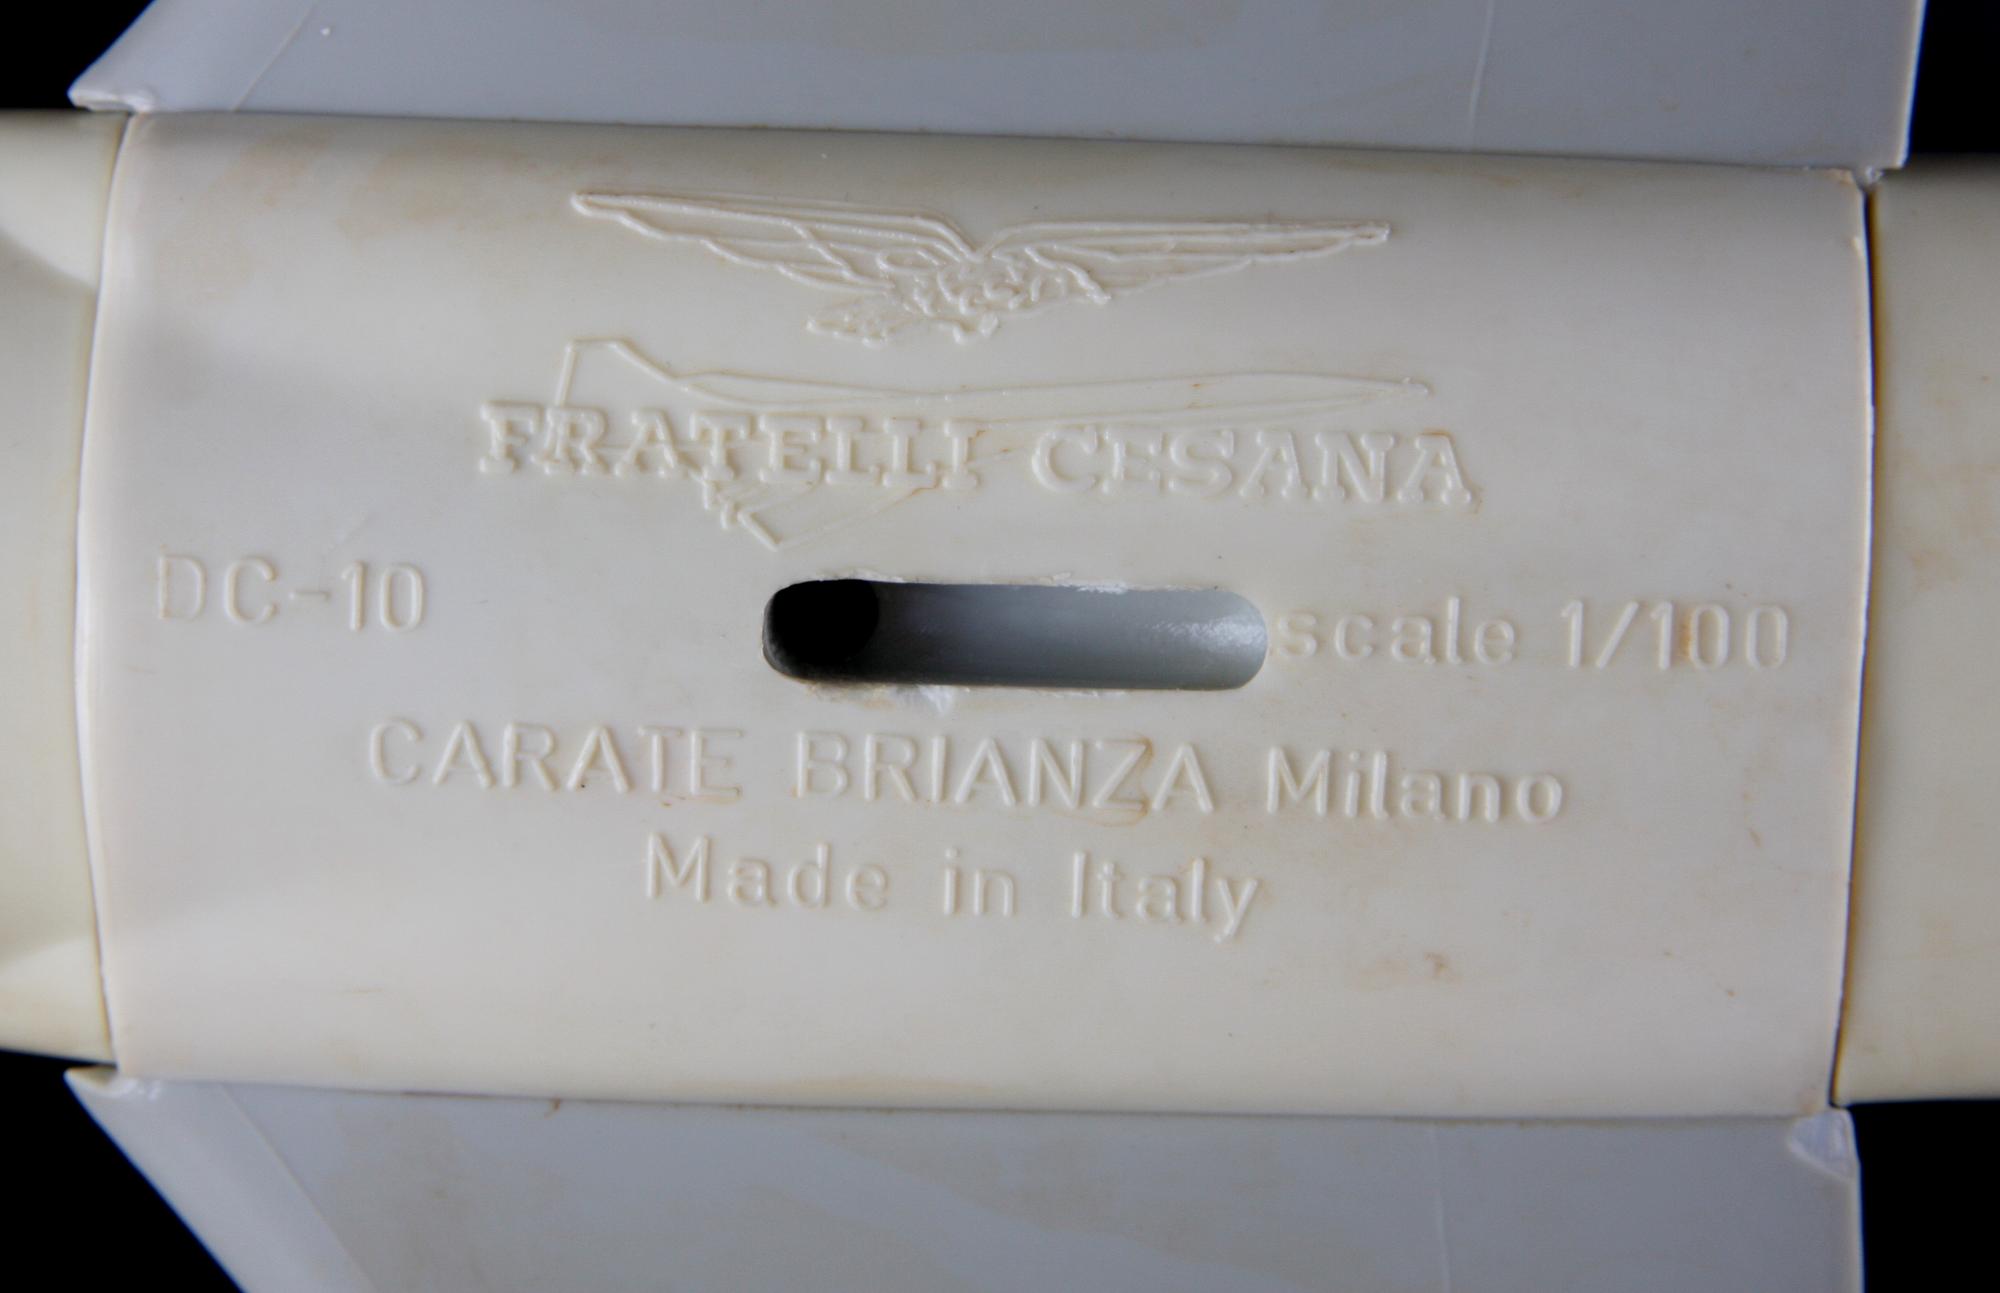 FRATELLI CESANA
DC-10 scale 1/100
CARATE BRIANZA Milano
Made in Italy